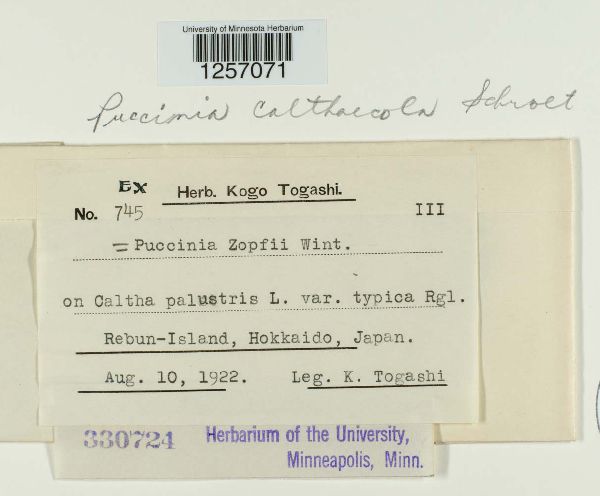 University of Minnesota Herbarium
1257071
Puccinia calthaecola Schroet
Ex Herb. Kogo Togashi.
No. 745 III
= Puccinia Zopfii Wint.
on Caltha palustris L. var. typica Rgl.
Rebun-Island, Hokkaido, Japan.
Aug. 10, 1922. Leg. K. Togashi
330724 Herbarium of the University,
Minneapolis, Minn.